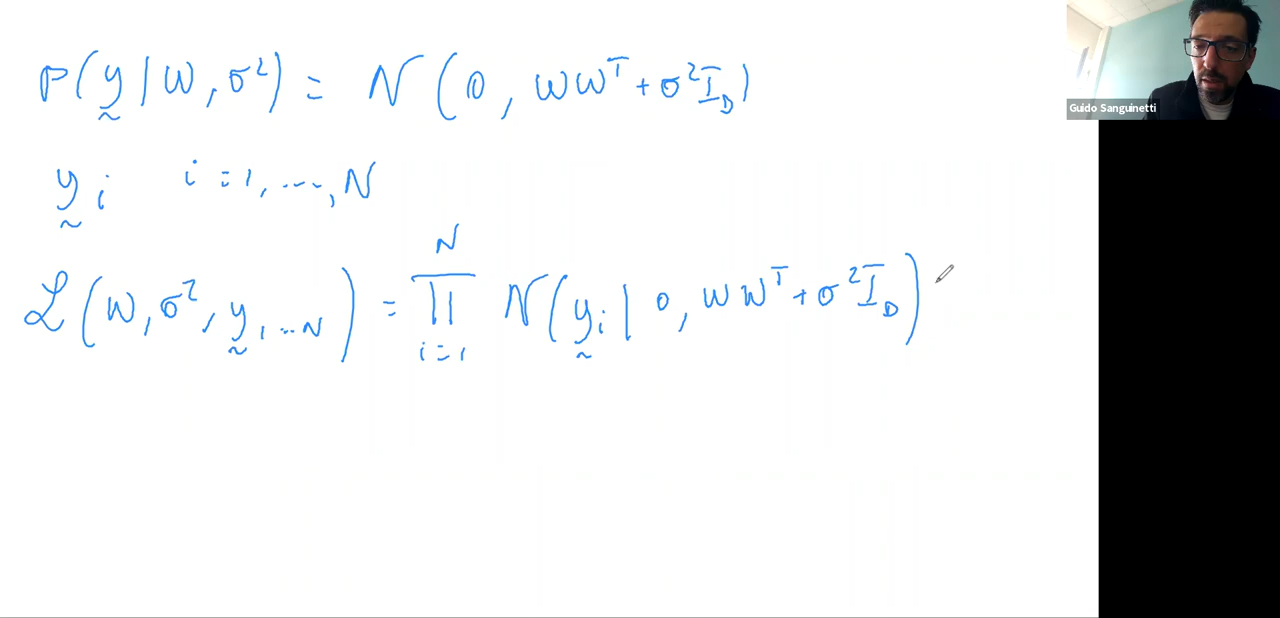 p(y | W, σ²) = N(0, WWᵀ + σ²I_D)
Guido Sanguinetti
y_i i = 1, ..., N
L(W, σ², y_1...N) = ∏_{i=1}^{N} N(y_i | 0, WWᵀ + σ²I_D)